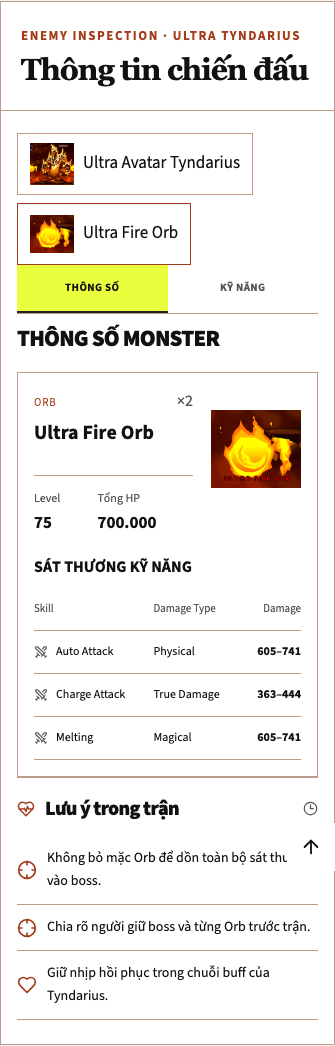 ENEMY INSPECTION · ULTRA TYNDARIUS
Thông tin chiến đấu
Ultra Avatar Tyndarius
Ultra Fire Orb
THÔNG SỐ KỸ NĂNG
THÔNG SỐ MONSTER
ORB ×2
Ultra Fire Orb
Level Tổng HP
75 700.000
SÁT THƯƠNG KỸ NĂNG
Skill Damage Type Damage
Auto Attack Physical 605–741
Charge Attack True Damage 363–444
Melting Magical 605–741
Lưu ý trong trận
Không bỏ mặc Orb để dồn toàn bộ sát
vào boss.
Chia rõ người giữ boss và từng Orb trước trận.
Giữ nhịp hồi phục trong chuỗi buff của
Tyndarius.